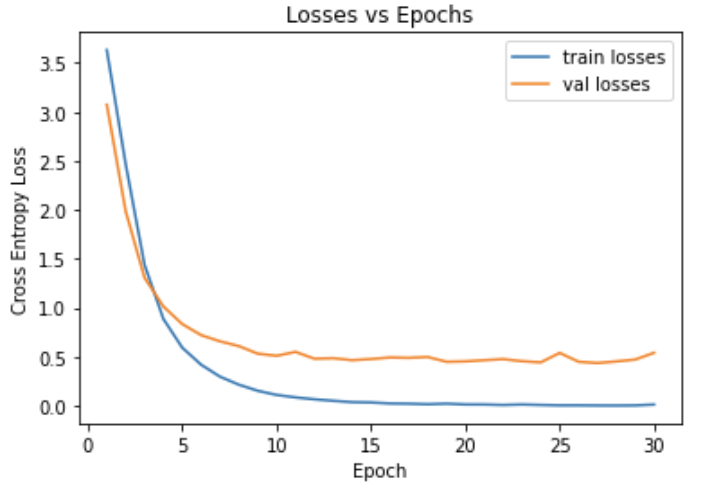 Losses vs Epochs
train losses
val losses
3.5
3.0
2.5
2.0
1.5
1.0
0.5
0.0
Cross Entropy Loss
0 5 10 15 20 25 30
Epoch